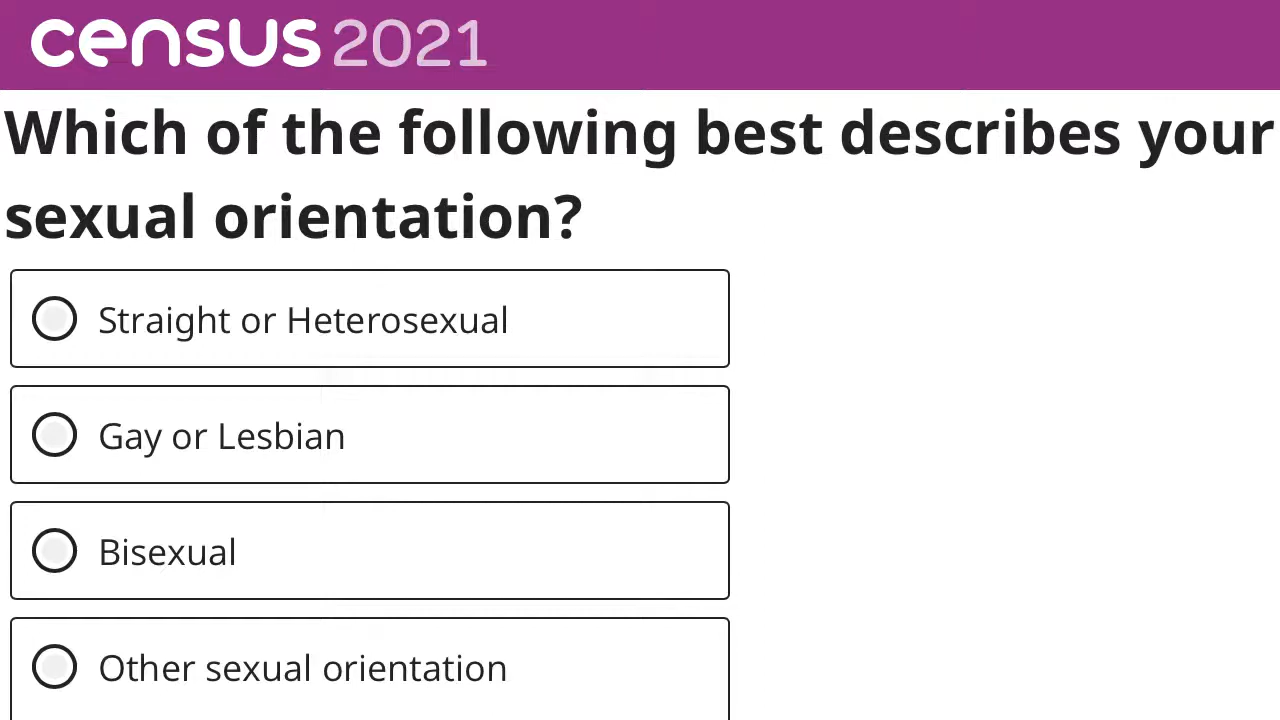 census 2021
Which of the following best describes your
sexual orientation?
Straight or Heterosexual
Gay or Lesbian
Bisexual
Other sexual orientation